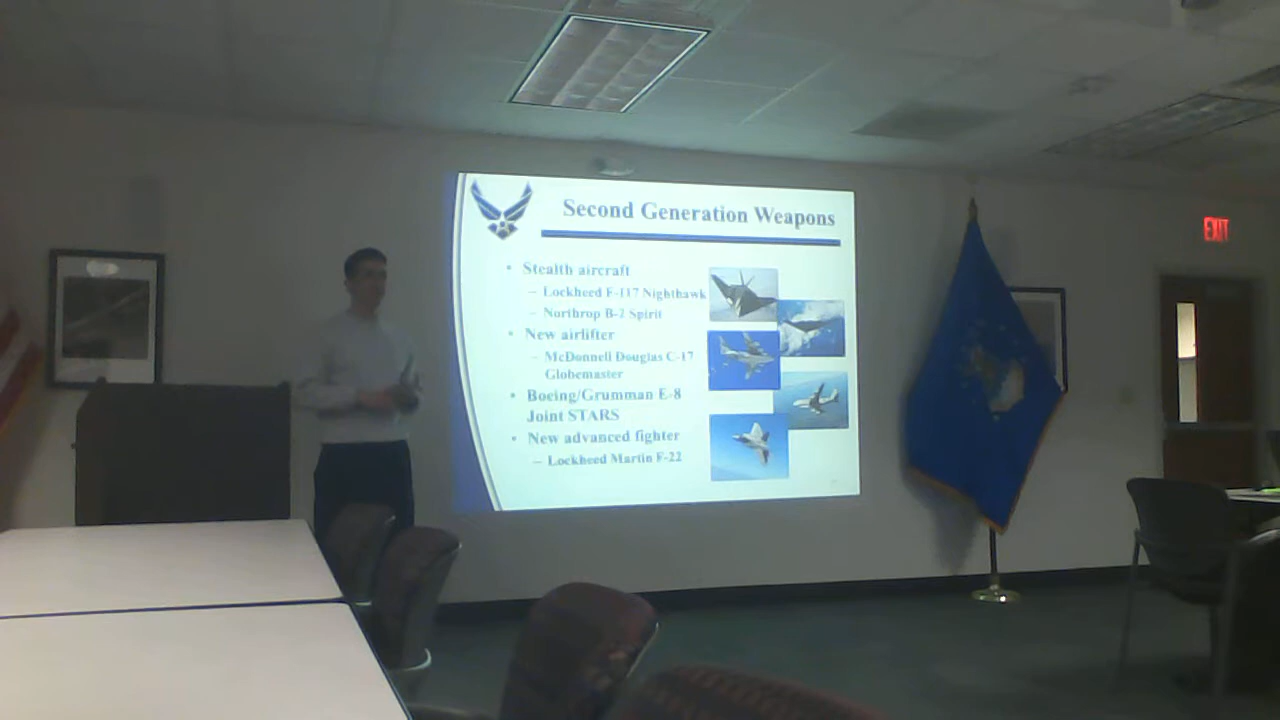 Second Generation Weapons
• Stealth aircraft
– Lockheed F-117 Nighthawk
– Northrop B-2 Spirit
• New airlifter
– McDonnell Douglas C-17
Globemaster
• Boeing/Grumman E-8
Joint STARS
• New advanced fighter
– Lockheed Martin F-22
EXIT